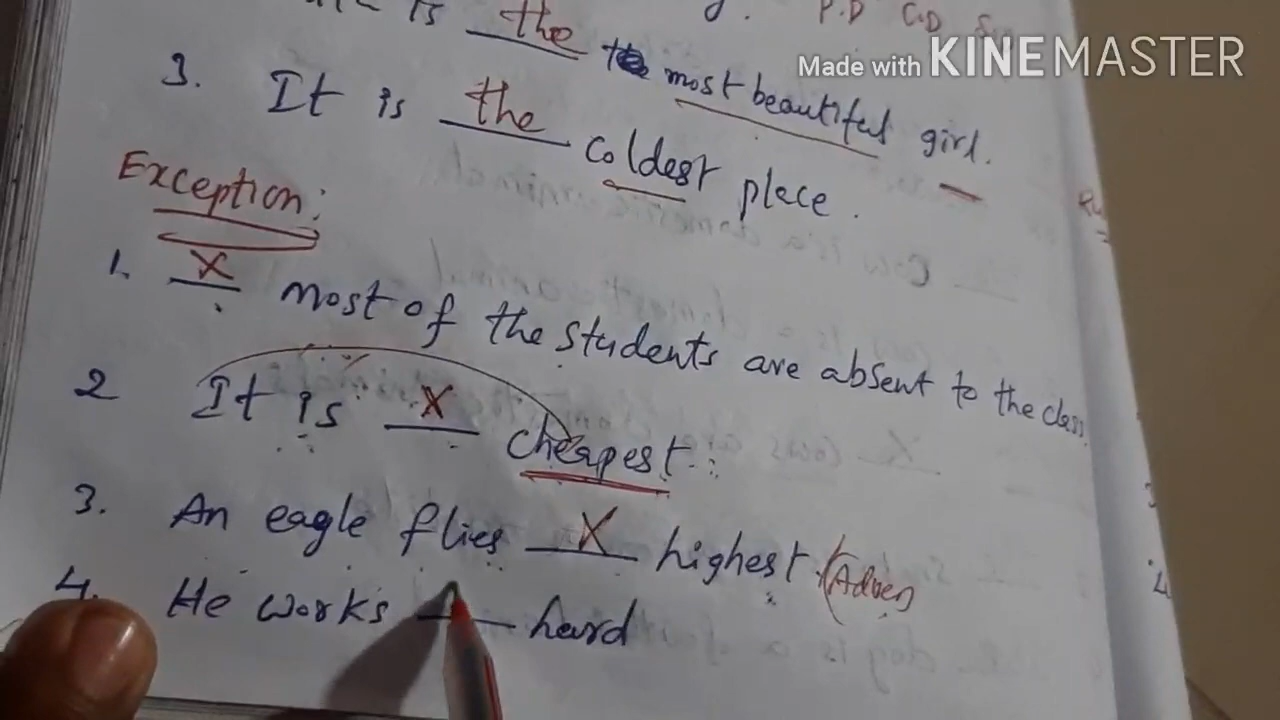 is the most beautiful girl.
P.D C.D
Made with KINEMASTER
3. It is the coldest place.
Exception:
1. X most of the students are absent to the class.
2 It is X cheapest.
3. An eagle flies X highest. (Adver
4. He works ___ hard